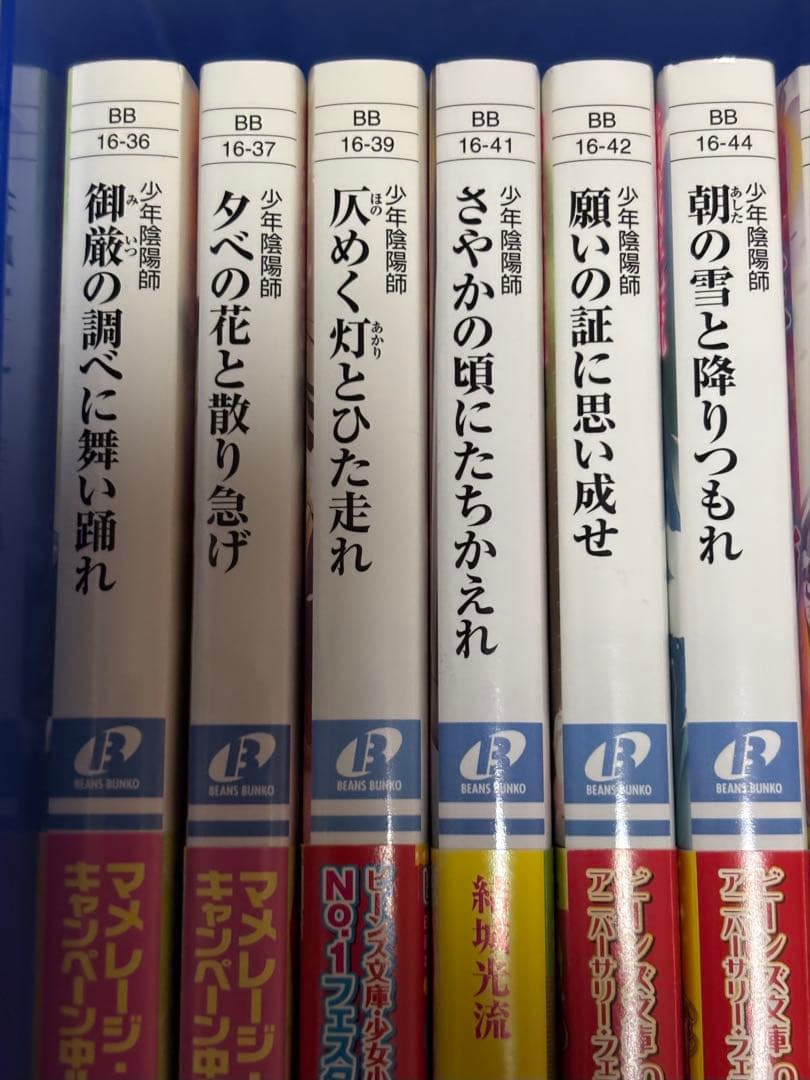 BB
16-36
少年陰陽師
御厳の調べに舞い踊れ
み いつ
BEANS BUNKO
マメレージ・
キャンペーン中!!
BB
16-37
少年陰陽師
夕べの花と散り急げ
BEANS BUNKO
マメレージ・
キャンペーン中
BB
16-39
少年陰陽師
仄めく灯とひた走れ
ほの
あかり
BEANS BUNKO
ビーンズ文庫・少女小
No.1フェスタ
BB
16-41
少年陰陽師
さやかの頃にたちかえれ
BEANS BUNKO
結城光流
BB
16-42
少年陰陽師
願いの証に思い成せ
BEANS BUNKO
ビーンズ文庫
アニバーサリー・フェ
BB
16-44
少年陰陽師
朝の雪と降りつもれ
あした
BEANS BUNKO
ビーンズ文庫
アニバーサリー・フェ